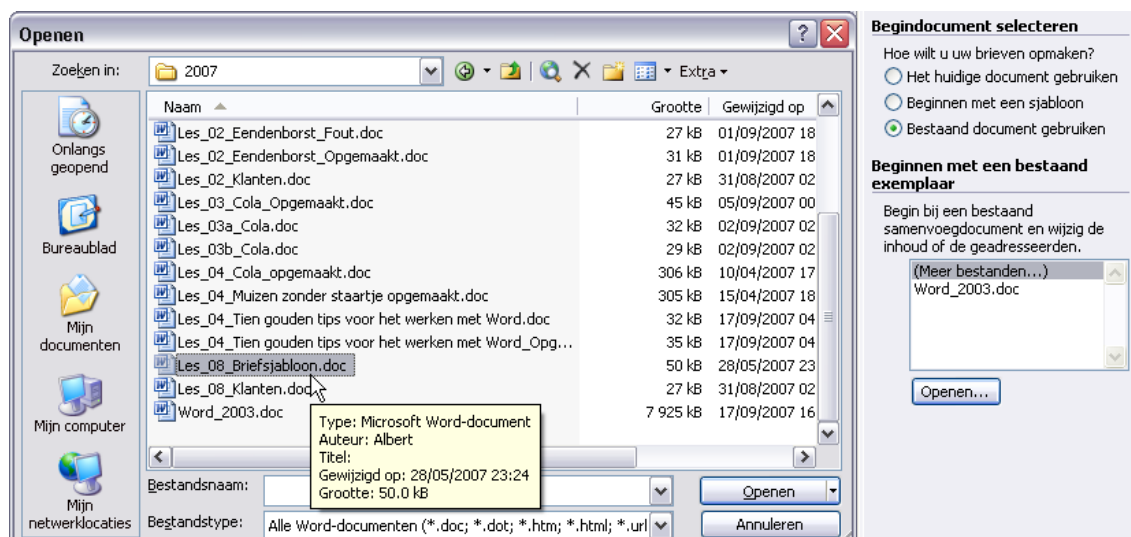 Openen
Zoeken in:
2007
Extra
Onlangs geopend
Bureaublad
Mijn documenten
Mijn computer
Mijn netwerklocaties
Naam Grootte Gewijzigd op
Les_02_Eendenborst_Fout.doc 27 kB 01/09/2007 18
Les_02_Eendenborst_Opgemaakt.doc 31 kB 01/09/2007 18
Les_02_Klanten.doc 27 kB 31/08/2007 02
Les_03_Cola_Opgemaakt.doc 45 kB 05/09/2007 00
Les_03a_Cola.doc 32 kB 02/09/2007 02
Les_03b_Cola.doc 29 kB 02/09/2007 02
Les_04_Cola_opgemaakt.doc 306 kB 10/04/2007 17
Les_04_Muizen zonder staartje opgemaakt.doc 305 kB 15/04/2007 18
Les_04_Tien gouden tips voor het werken met Word.doc 32 kB 17/09/2007 04
Les_04_Tien gouden tips voor het werken met Word_Opg... 35 kB 17/09/2007 04
Les_08_Briefsjabloon.doc 50 kB 28/05/2007 23
Les_08_Klanten.doc 27 kB 31/08/2007 02
Word_2003.doc 7 925 kB 17/09/2007 16
Type: Microsoft Word-document
Auteur: Albert
Titel:
Gewijzigd op: 28/05/2007 23:24
Grootte: 50.0 kB
Bestandsnaam:
Openen
Bestandstype: Alle Word-documenten (*.doc; *.dot; *.htm; *.html; *.url
Annuleren
Begindocument selecteren
Hoe wilt u uw brieven opmaken?
Het huidige document gebruiken
Beginnen met een sjabloon
Bestaand document gebruiken
Beginnen met een bestaand
exemplaar
Begin bij een bestaand
samenvoegdocument en wijzig de
inhoud of de geadresseerden.
(Meer bestanden...)
Word_2003.doc
Openen...